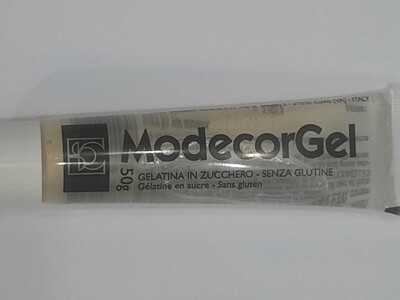 ITALY
ModecorGel
50g
GELATINA IN ZUCCHERO - SENZA GLUTINE
Gélatine en sucre - Sans gluten